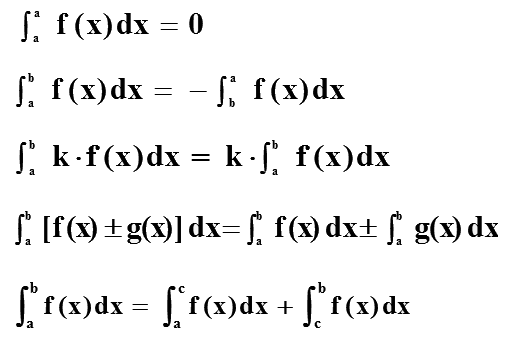 ∫ₐᵃ f(x)dx = 0
∫ₐᵇ f(x)dx = −∫ᵦᵃ f(x)dx
∫ₐᵇ k·f(x)dx = k·∫ₐᵇ f(x)dx
∫ₐᵇ [f(x) ± g(x)] dx = ∫ₐᵇ f(x) dx ± ∫ₐᵇ g(x) dx
∫ₐᵇ f(x)dx = ∫ₐᶜ f(x)dx + ∫_c^b f(x)dx